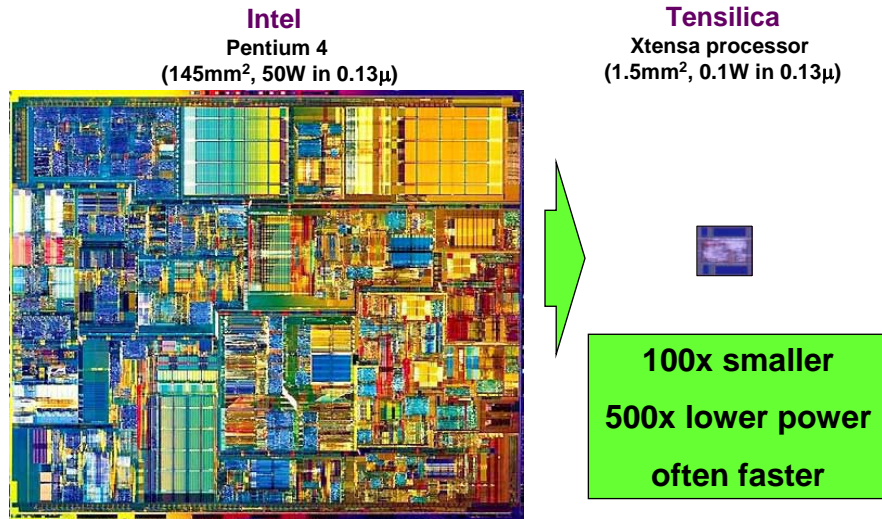 Intel
Pentium 4
(145mm², 50W in 0.13μ)
Tensilica
Xtensa processor
(1.5mm², 0.1W in 0.13μ)
100x smaller
500x lower power
often faster